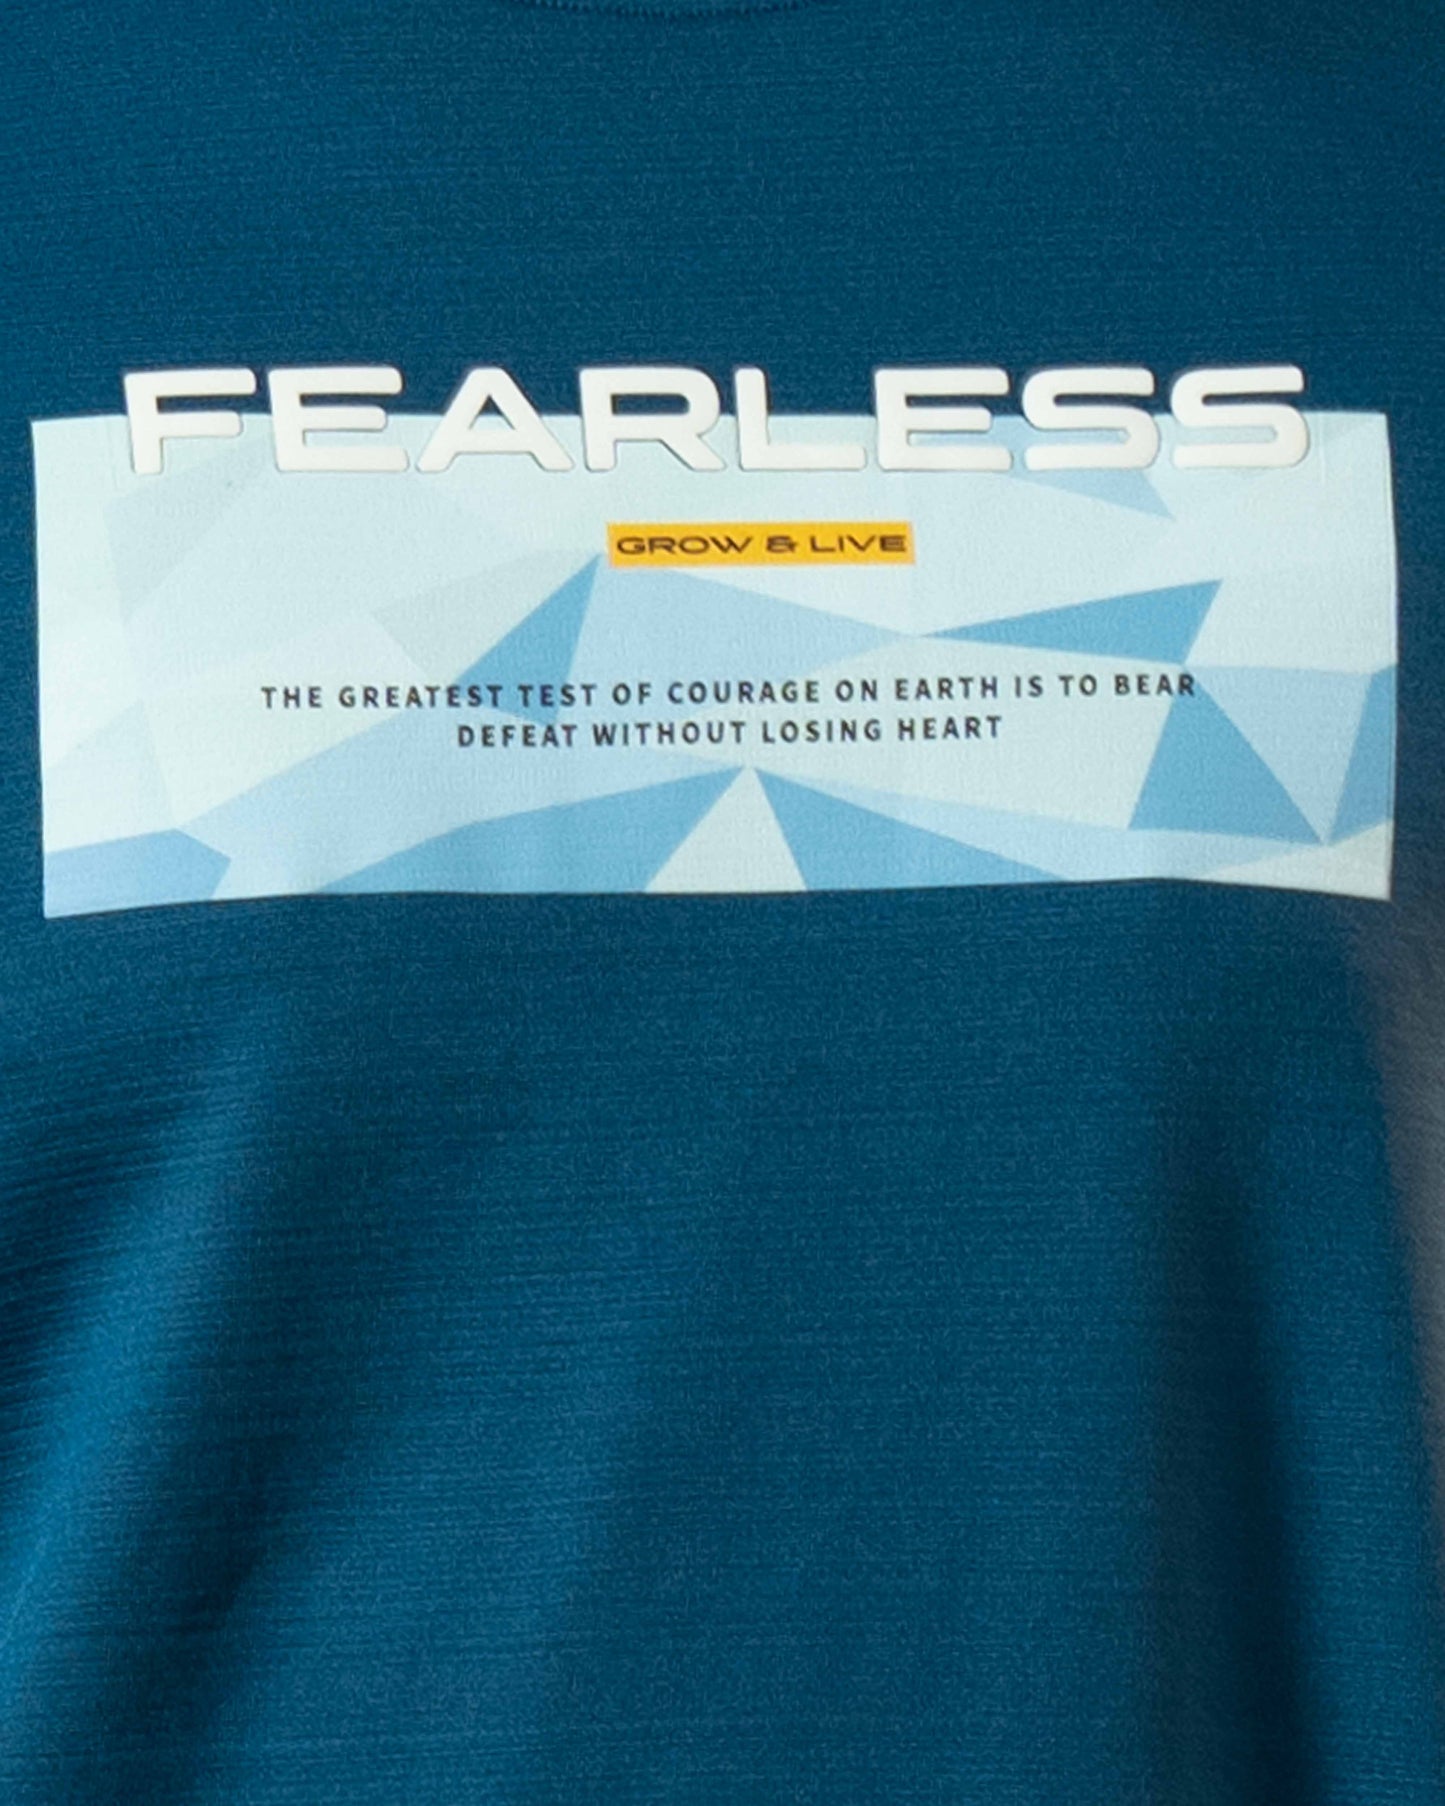 FEARLESS
GROW & LIVE
THE GREATEST TEST OF COURAGE ON EARTH IS TO BEAR
DEFEAT WITHOUT LOSING HEART